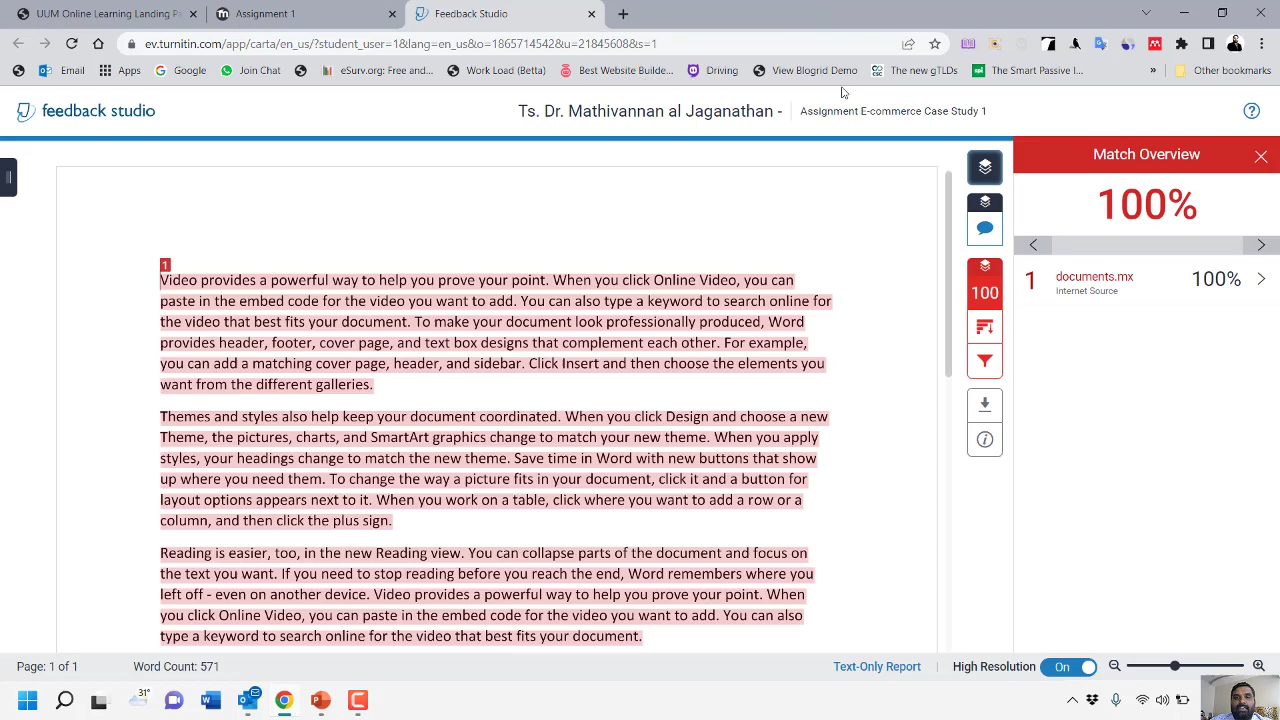 UUM Online Learning Landing P
Assignment 1
Feedback Studio
ev.turnitin.com/app/carta/en_us/?student_user=1&lang=en_us&o=1865714542&u=21845608&s=1
Email
Apps
Google
Join Chat
eSurv.org: Free and...
Work Load (Beta)
Best Website Builde...
Driving
View Blogrid Demo
The new gTLDs
The Smart Passive I...
»
Other bookmarks
feedback studio
Ts. Dr. Mathivannan al Jaganathan -
Assignment E-commerce Case Study 1
Match Overview
100%
1
documents.mx
Internet Source
100%
100
1
Video provides a powerful way to help you prove your point. When you click Online Video, you can
paste in the embed code for the video you want to add. You can also type a keyword to search online for
the video that best fits your document. To make your document look professionally produced, Word
provides header, footer, cover page, and text box designs that complement each other. For example,
you can add a matching cover page, header, and sidebar. Click Insert and then choose the elements you
want from the different galleries.
Themes and styles also help keep your document coordinated. When you click Design and choose a new
Theme, the pictures, charts, and SmartArt graphics change to match your new theme. When you apply
styles, your headings change to match the new theme. Save time in Word with new buttons that show
up where you need them. To change the way a picture fits in your document, click it and a button for
layout options appears next to it. When you work on a table, click where you want to add a row or a
column, and then click the plus sign.
Reading is easier, too, in the new Reading view. You can collapse parts of the document and focus on
the text you want. If you need to stop reading before you reach the end, Word remembers where you
left off - even on another device. Video provides a powerful way to help you prove your point. When
you click Online Video, you can paste in the embed code for the video you want to add. You can also
type a keyword to search online for the video that best fits your document.
Page: 1 of 1
Word Count: 571
Text-Only Report
High Resolution
On
31°